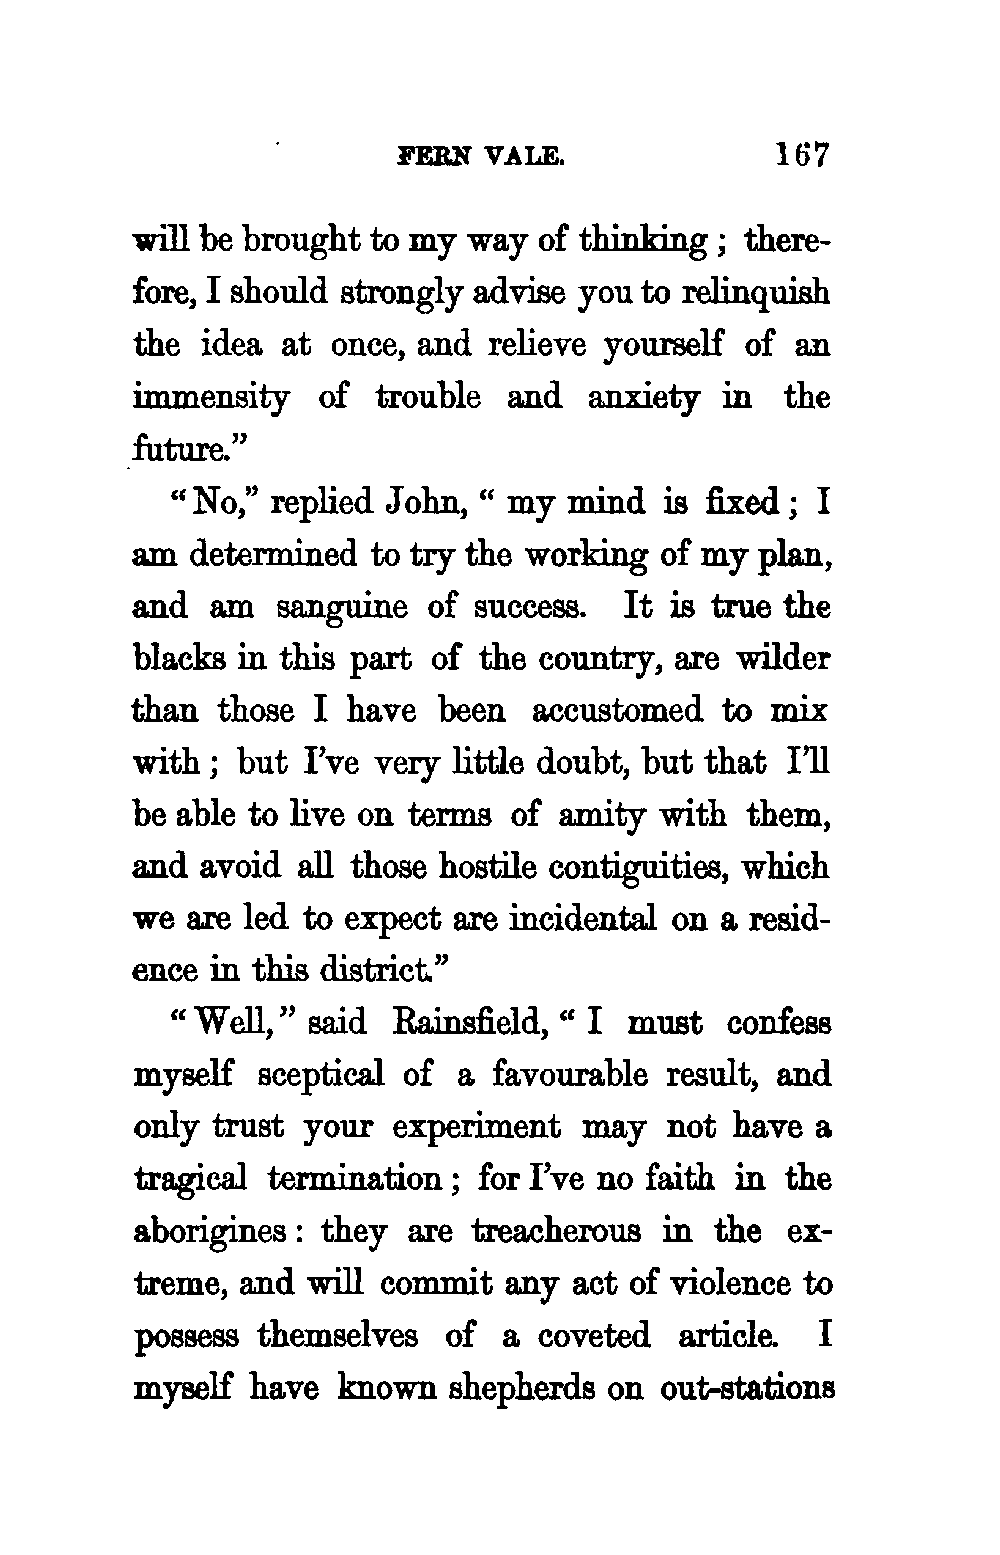 FERN VALE. 167
will be brought to my way of thinking ; there-
fore, I should strongly advise you to relinquish
the idea at once, and relieve yourself of an
immensity of trouble and anxiety in the
future.”
“ No,” replied John, “ my mind is fixed ; I
am determined to try the working of my plan,
and am sanguine of success. It is true the
blacks in this part of the country, are wilder
than those I have been accustomed to mix
with ; but I’ve very little doubt, but that I’ll
be able to live on terms of amity with them,
and avoid all those hostile contiguities, which
we are led to expect are incidental on a resid-
ence in this district.”
“ Well,” said Rainsfield, “ I must confess
myself sceptical of a favourable result, and
only trust your experiment may not have a
tragical termination ; for I’ve no faith in the
aborigines : they are treacherous in the ex-
treme, and will commit any act of violence to
possess themselves of a coveted article. I
myself have known shepherds on out-stations